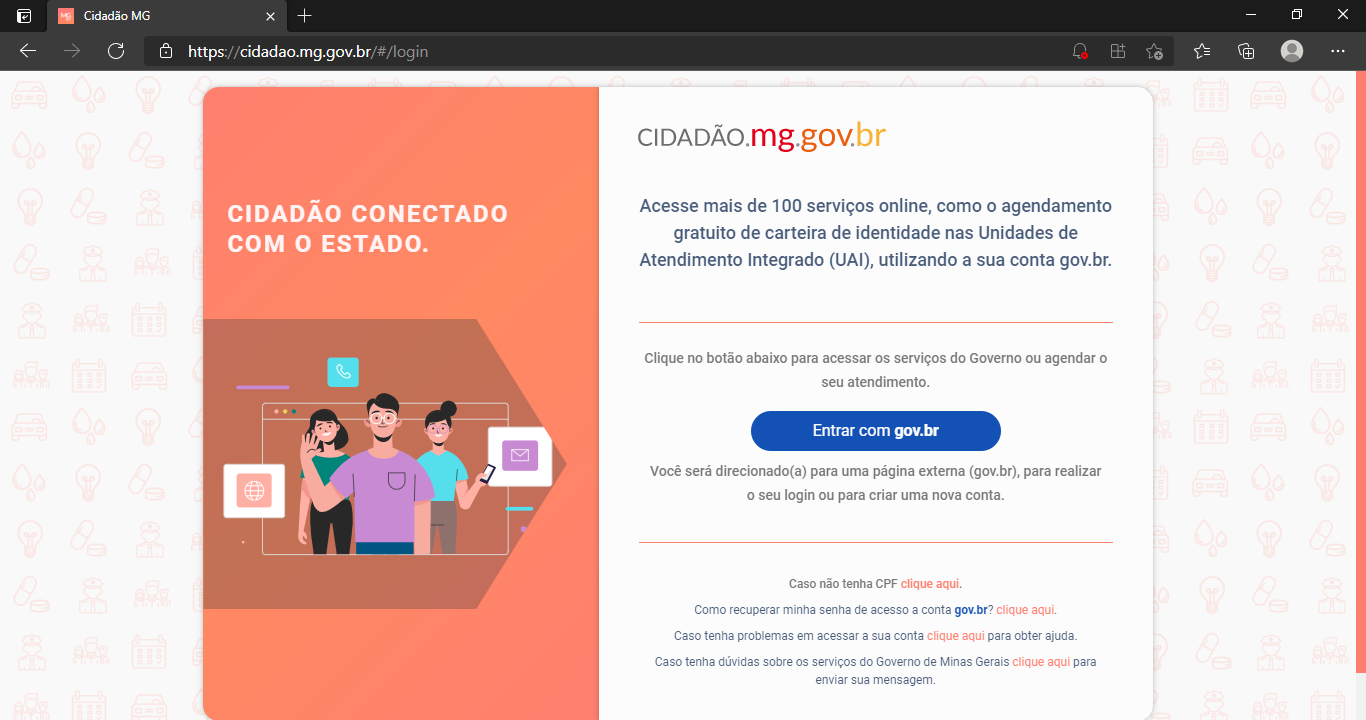 Cidadão MG
https://cidadao.mg.gov.br/#/login
CIDADÃO CONECTADO
COM O ESTADO.
CIDADÃO.mg.gov.br
Acesse mais de 100 serviços online, como o agendamento
gratuito de carteira de identidade nas Unidades de
Atendimento Integrado (UAI), utilizando a sua conta gov.br.
Clique no botão abaixo para acessar os serviços do Governo ou agendar o
seu atendimento.
Entrar com gov.br
Você será direcionado(a) para uma página externa (gov.br), para realizar
o seu login ou para criar uma nova conta.
Caso não tenha CPF clique aqui.
Como recuperar minha senha de acesso a conta gov.br? clique aqui.
Caso tenha problemas em acessar a sua conta clique aqui para obter ajuda.
Caso tenha dúvidas sobre os serviços do Governo de Minas Gerais clique aqui para
enviar sua mensagem.